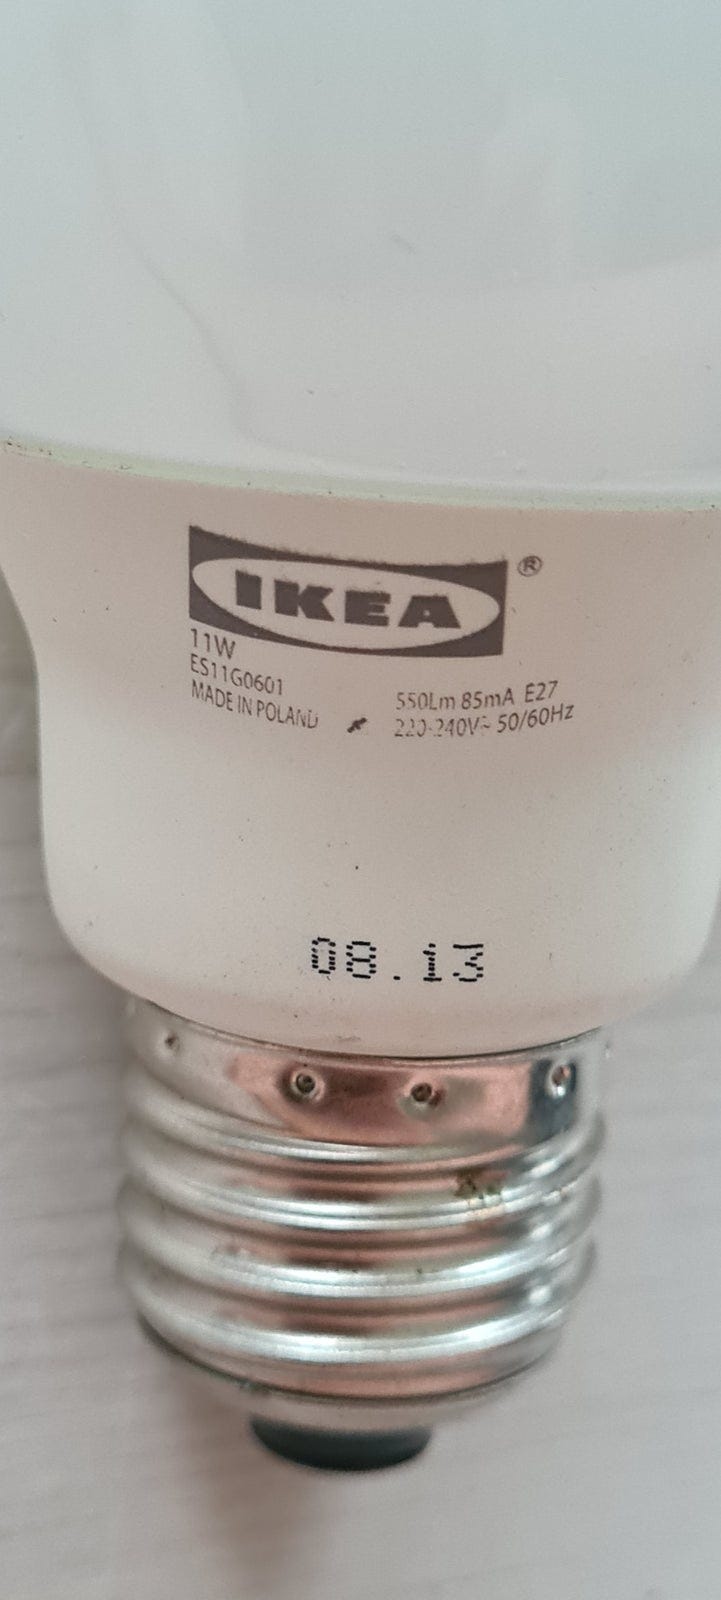 IKEA®
11W
ES11G0601
MADE IN POLAND
550Lm 85mA E27
220-240V~ 50/60Hz
08.13